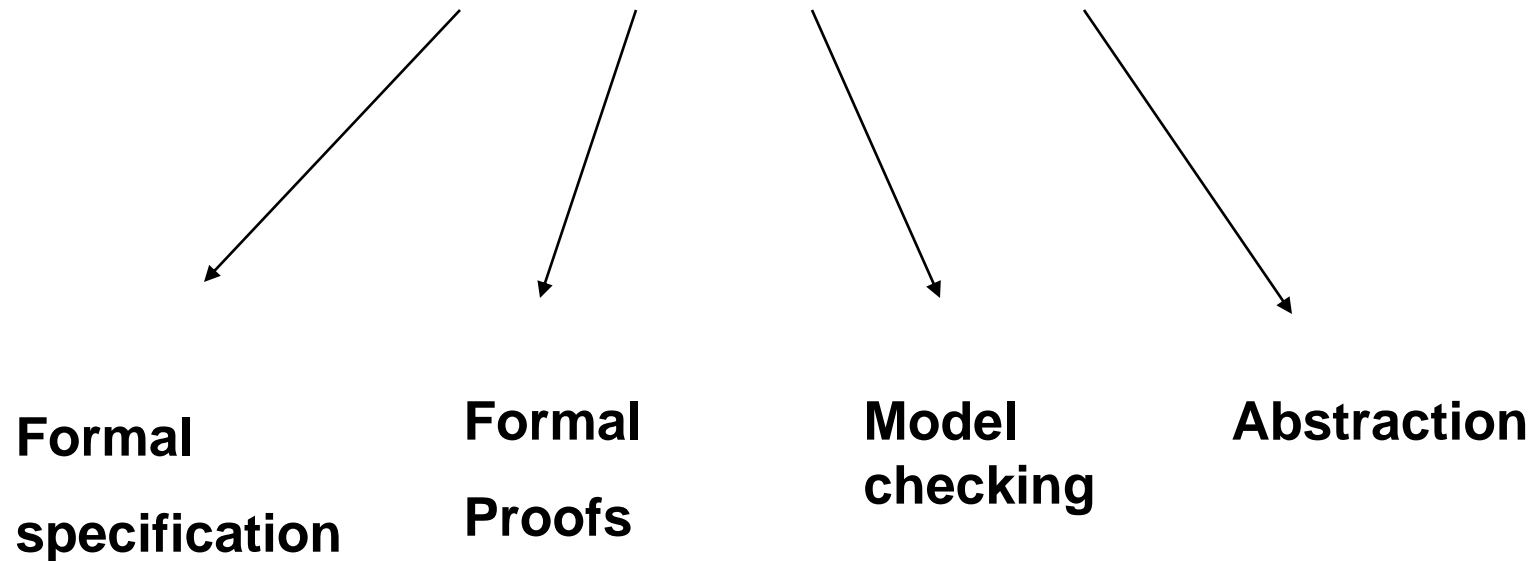 Formal
specification
Formal
Proofs
Model
checking
Abstraction